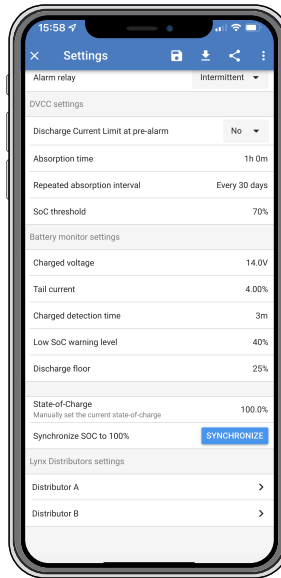 15:58
Settings
Alarm relay Intermittent
DVCC settings
Discharge Current Limit at pre-alarm No
Absorption time 1h 0m
Repeated absorption interval Every 30 days
SoC threshold 70%
Battery monitor settings
Charged voltage 14.0V
Tail current 4.00%
Charged detection time 3m
Low SoC warning level 40%
Discharge floor 25%
State-of-Charge 100.0%
Manually set the current state-of-charge
Synchronize SOC to 100% SYNCHRONIZE
Lynx Distributors settings
Distributor A
Distributor B